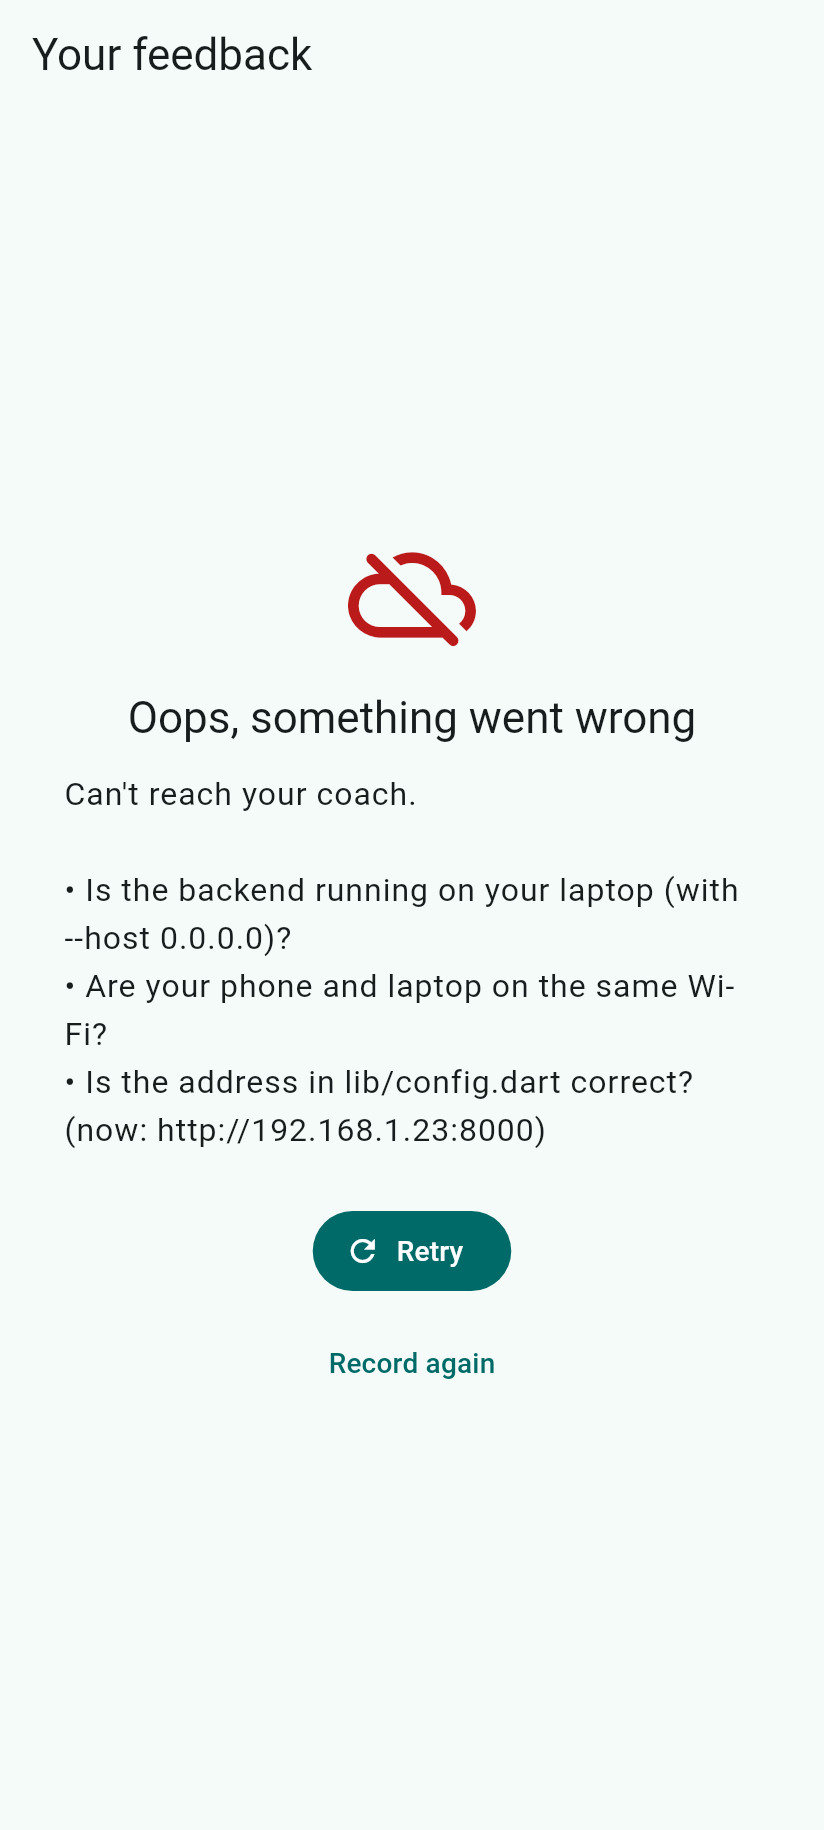 Your feedback
Oops, something went wrong
Can't reach your coach.
• Is the backend running on your laptop (with
--host 0.0.0.0)?
• Are your phone and laptop on the same Wi-
Fi?
• Is the address in lib/config.dart correct?
(now: http://192.168.1.23:8000)
Retry
Record again